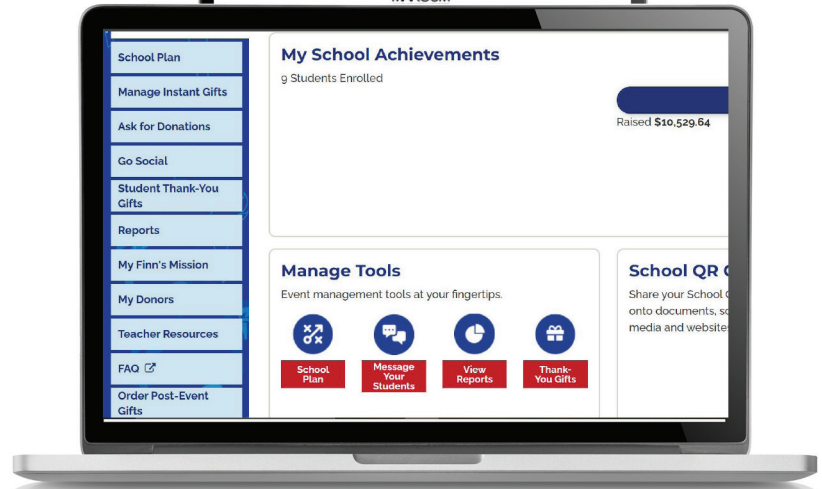 School Plan
Manage Instant Gifts
Ask for Donations
Go Social
Student Thank-You
Gifts
Reports
My Finn's Mission
My Donors
Teacher Resources
FAQ
Order Post-Event
Gifts
My School Achievements
9 Students Enrolled
Raised $10,529.64
Manage Tools
Event management tools at your fingertips.
School
Plan
Message
Your
Students
View
Reports
Thank-
You Gifts
School QR
Share your School
onto documents,
media and website